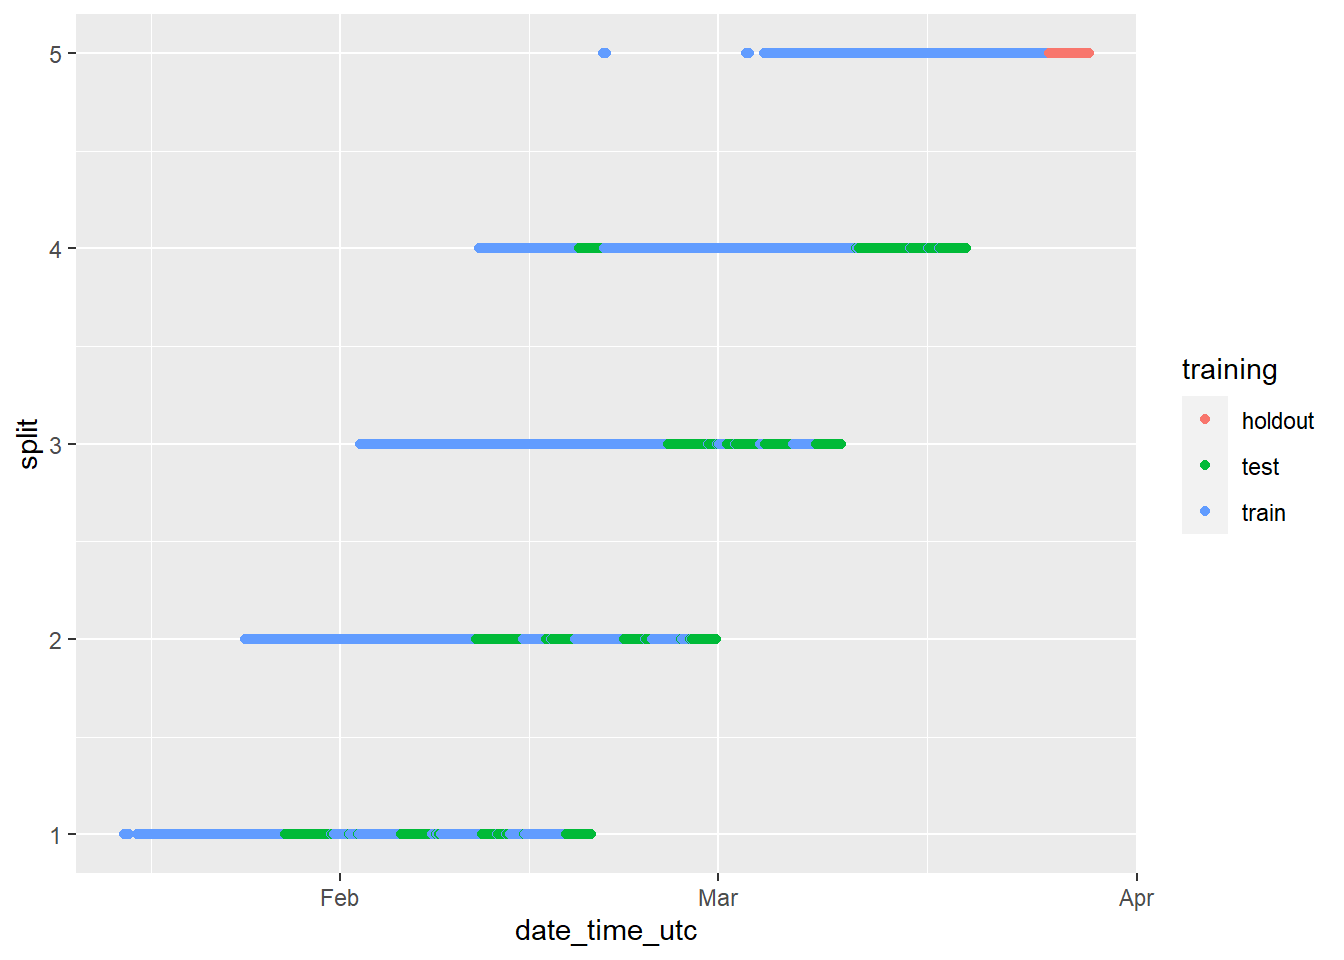 5
4
3
2
1
split
Feb
Mar
Apr
date_time_utc
training
holdout
test
train